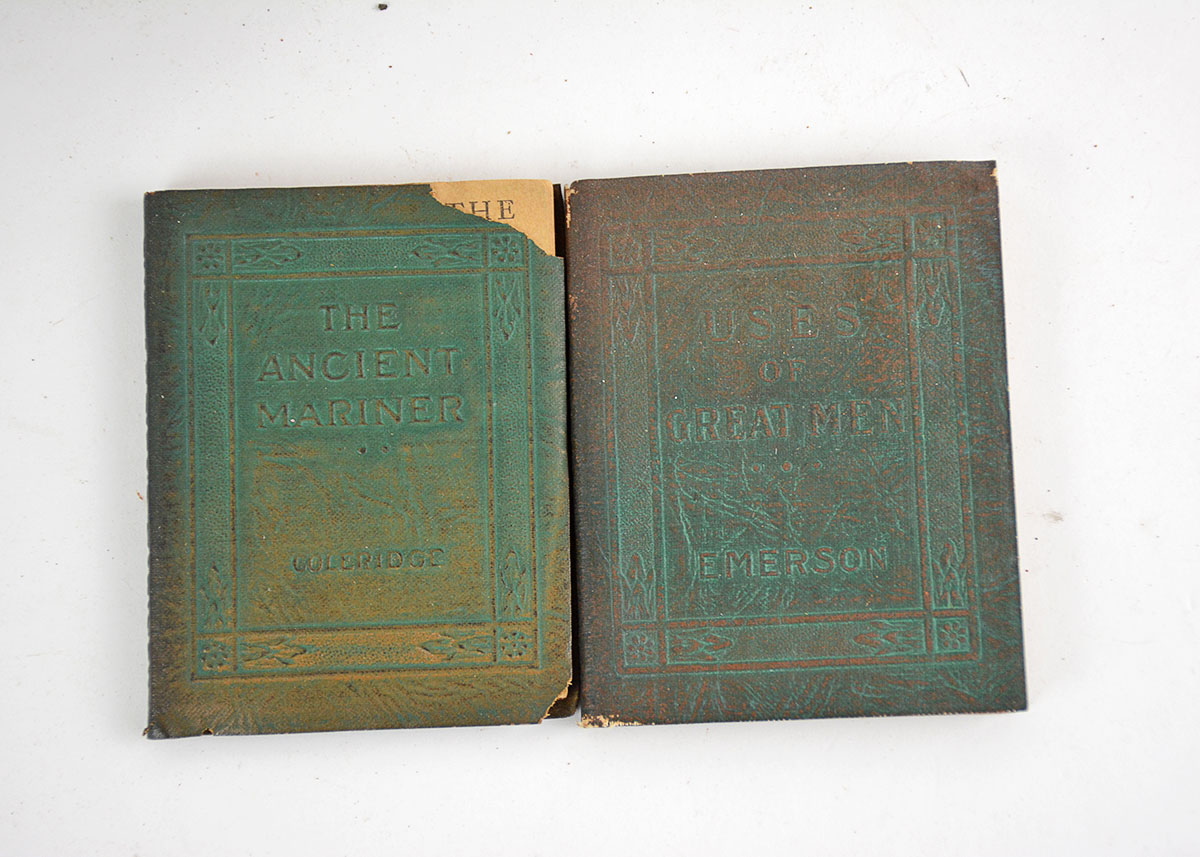 THE
THE
ANCIENT
MARINER
COLERIDGE
USES
OF
GREAT MEN
EMERSON